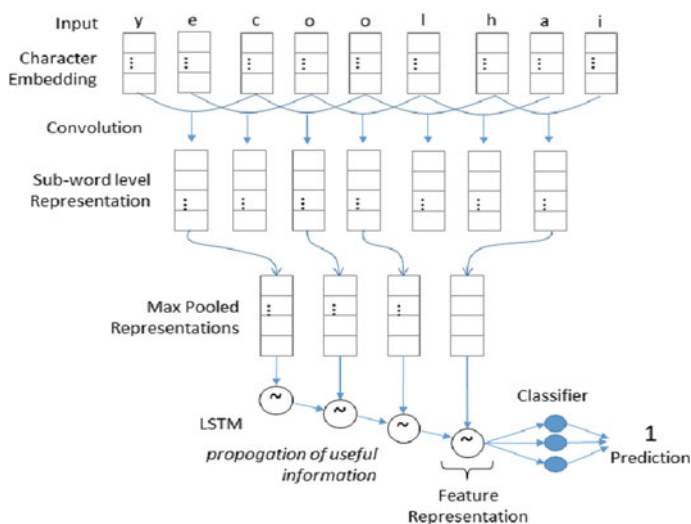 Input y e c o o l h a i
Character
Embedding
Convolution
Sub-word level
Representation
Max Pooled
Representations
LSTM
propogation of useful
information
Classifier
1
Prediction
Feature
Representation